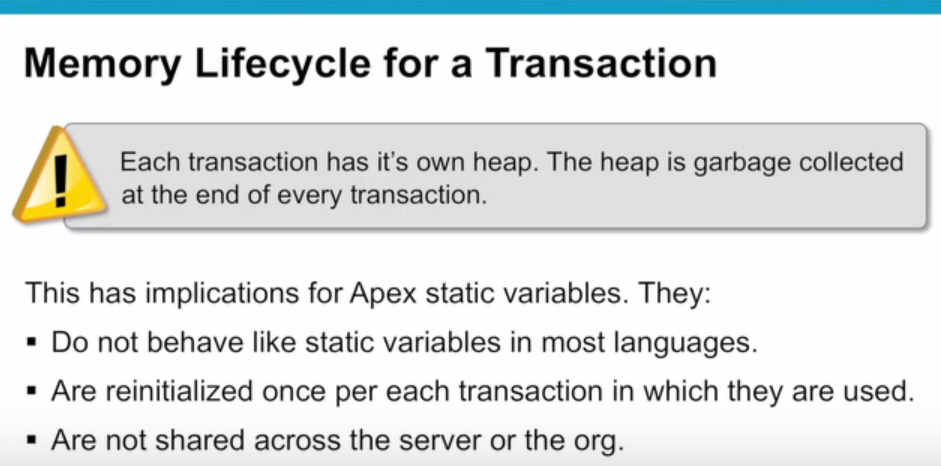 Memory Lifecycle for a Transaction
!
Each transaction has it's own heap. The heap is garbage collected
at the end of every transaction.
This has implications for Apex static variables. They:
▪ Do not behave like static variables in most languages.
▪ Are reinitialized once per each transaction in which they are used.
▪ Are not shared across the server or the org.